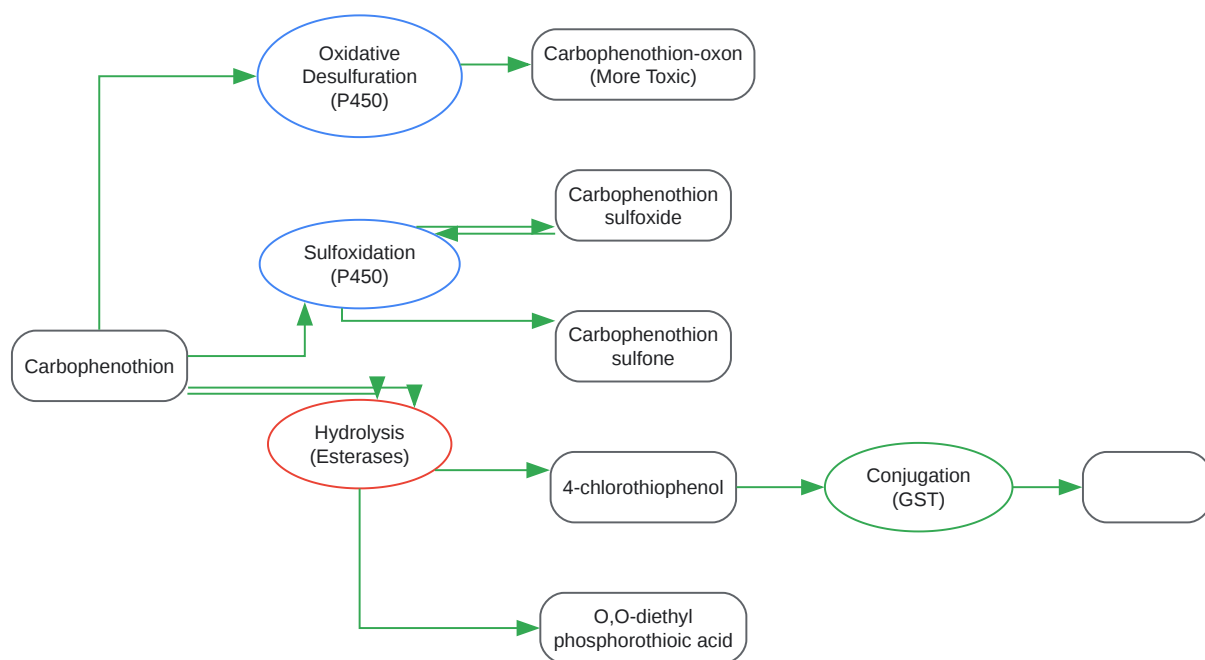 Oxidative
Desulfuration
(P450)
Carbophenothion-oxon
(More Toxic)
Carbophenothion
sulfoxide
Sulfoxidation
(P450)
Carbophenothion
sulfone
Carbophenothion
Hydrolysis
(Esterases)
4-chlorothiophenol
Conjugation
(GST)
O,O-diethyl
phosphorothioic acid